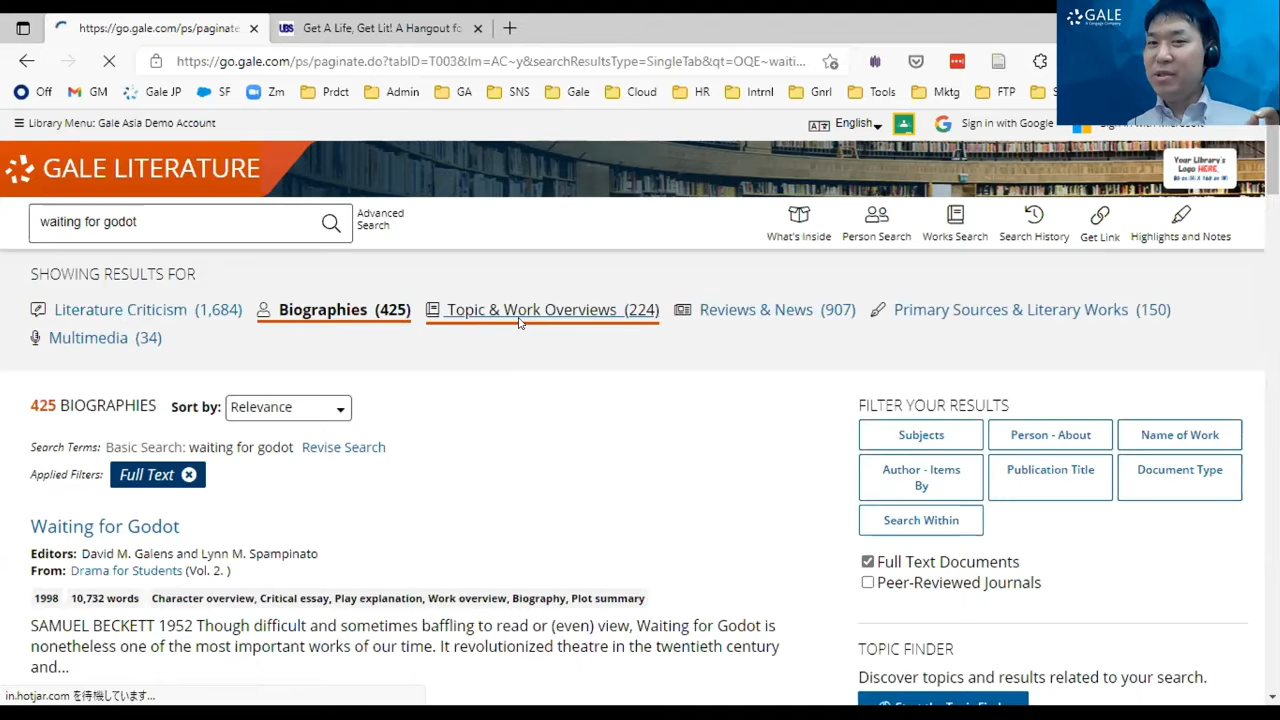 https://go.gale.com/ps/paginate
UBS Get A Life, Get Lit! A Hangout fo
https://go.gale.com/ps/paginate.do?tabID=T003&lm=AC~y&searchResultsType=SingleTab&qt=OQE~waiti...
Off GM Gale JP SF Zm Prdct Admin GA SNS Gale Cloud HR Intrnl Gnrl Tools Mktg FTP
GALE
Library Menu: Gale Asia Demo Account
English
Sign in with Google
GALE LITERATURE
Your Library's
Logo HERE.
waiting for godot
Advanced
Search
What's Inside Person Search Works Search Search History Get Link Highlights and Notes
SHOWING RESULTS FOR
Literature Criticism (1,684) Biographies (425) Topic & Work Overviews (224) Reviews & News (907) Primary Sources & Literary Works (150)
Multimedia (34)
425 BIOGRAPHIES Sort by: Relevance
Search Terms: Basic Search: waiting for godot Revise Search
Applied Filters: Full Text
Waiting for Godot
Editors: David M. Galens and Lynn M. Spampinato
From: Drama for Students (Vol. 2. )
1998 10,732 words Character overview, Critical essay, Play explanation, Work overview, Biography, Plot summary
SAMUEL BECKETT 1952 Though difficult and sometimes baffling to read or (even) view, Waiting for Godot is
nonetheless one of the most important works of our time. It revolutionized theatre in the twentieth century
and...
FILTER YOUR RESULTS
Subjects
Person - About
Name of Work
Author - Items
By
Publication Title
Document Type
Search Within
Full Text Documents
Peer-Reviewed Journals
TOPIC FINDER
Discover topics and results related to your search.
in.hotjar.com を待機しています...